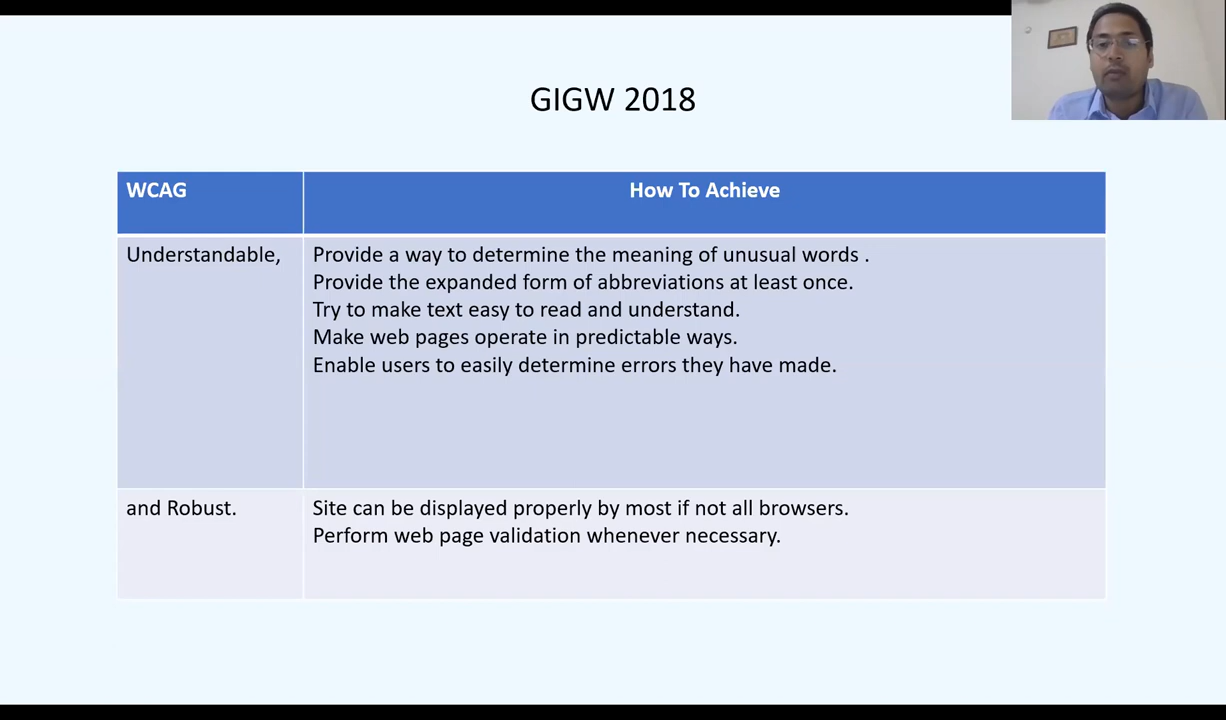 GIGW 2018
WCAG
How To Achieve
Understandable,
Provide a way to determine the meaning of unusual words .
Provide the expanded form of abbreviations at least once.
Try to make text easy to read and understand.
Make web pages operate in predictable ways.
Enable users to easily determine errors they have made.
and Robust.
Site can be displayed properly by most if not all browsers.
Perform web page validation whenever necessary.